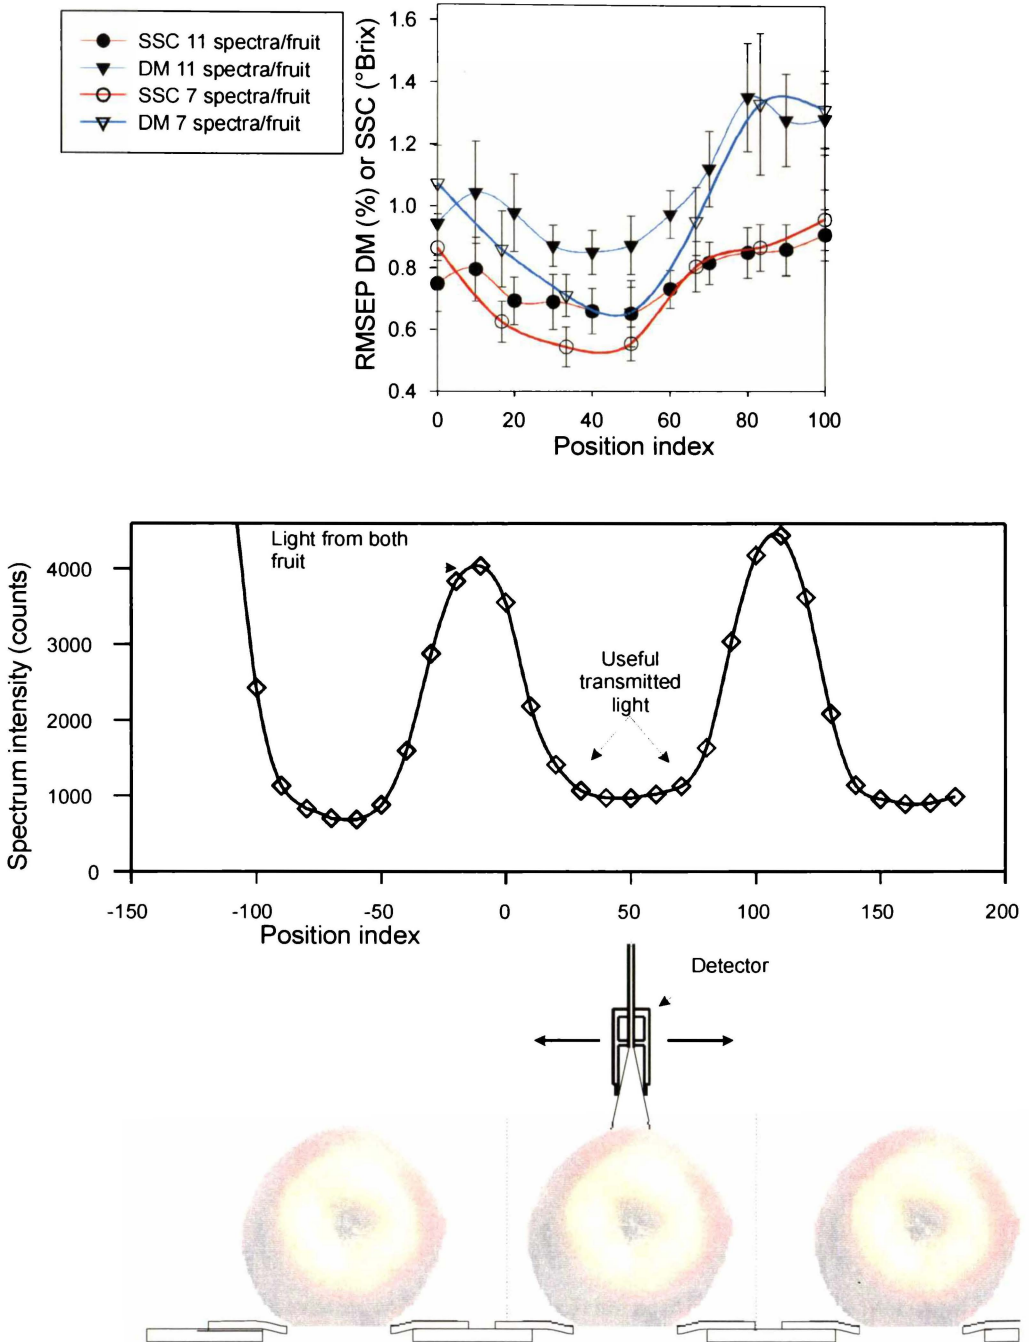 SSC 11 spectra/fruit
DM 11 spectra/fruit
SSC 7 spectra/fruit
DM 7 spectra/fruit
RMSEP DM (%) or SSC (°Brix)
1.6
1.4
1.2
1.0
0.8
0.6
0.4
0 20 40 60 80 100
Position index
Spectrum intensity (counts)
4000
3000
2000
1000
0
Light from both
fruit
Useful
transmitted
light
-150 -100 -50 0 50 100 150 200
Position index
Detector